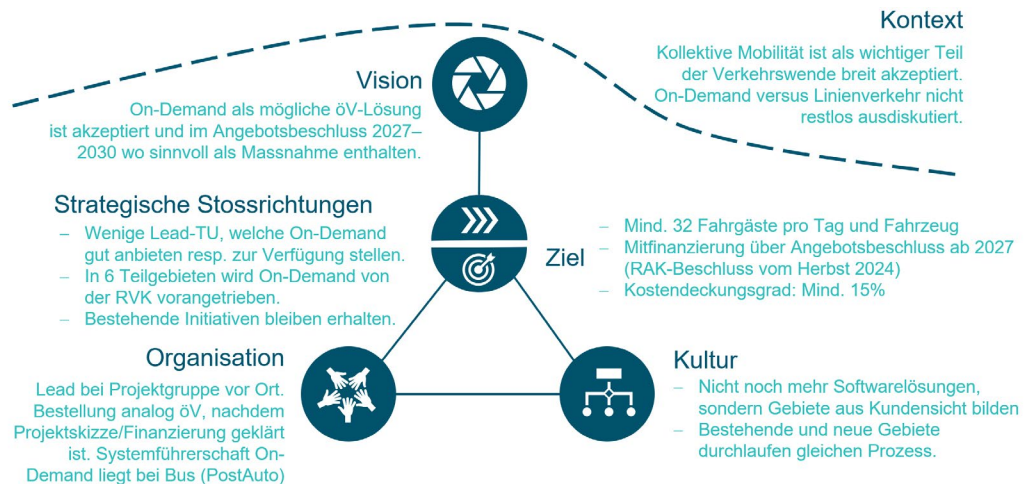 Kontext
Kollektive Mobilität ist als wichtiger Teil
der Verkehrswende breit akzeptiert.
On-Demand versus Linienverkehr nicht
restlos ausdiskutiert.
Vision
On-Demand als mögliche öV-Lösung
ist akzeptiert und im Angebotsbeschluss 2027–
2030 wo sinnvoll als Massnahme enthalten.
Strategische Stossrichtungen
– Wenige Lead-TU, welche On-Demand
gut anbieten resp. zur Verfügung stellen.
– In 6 Teilgebieten wird On-Demand von
der RVK vorangetrieben.
– Bestehende Initiativen bleiben erhalten.
Ziel
– Mind. 32 Fahrgäste pro Tag und Fahrzeug
– Mitfinanzierung über Angebotsbeschluss ab 2027
(RAK-Beschluss vom Herbst 2024)
– Kostendeckungsgrad: Mind. 15%
Organisation
Lead bei Projektgruppe vor Ort.
Bestellung analog öV, nachdem
Projektskizze/Finanzierung geklärt
ist. Systemführerschaft On-
Demand liegt bei Bus (PostAuto)
Kultur
– Nicht noch mehr Softwarelösungen,
sondern Gebiete aus Kundensicht bilden
– Bestehende und neue Gebiete
durchlaufen gleichen Prozess.